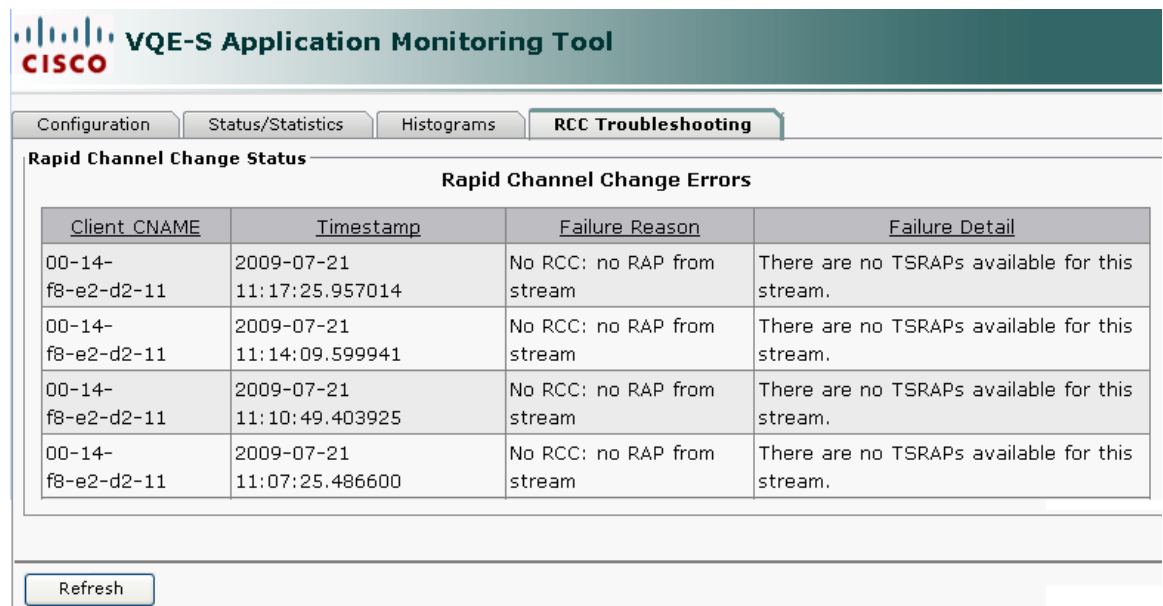 CISCO
VQE-S Application Monitoring Tool
Configuration Status/Statistics Histograms RCC Troubleshooting
Rapid Channel Change Status
Rapid Channel Change Errors
Client CNAME Timestamp Failure Reason Failure Detail
00-14- 2009-07-21 No RCC: no RAP from There are no TSRAPs available for this
f8-e2-d2-11 11:17:25.957014 stream stream.
00-14- 2009-07-21 No RCC: no RAP from There are no TSRAPs available for this
f8-e2-d2-11 11:14:09.599941 stream stream.
00-14- 2009-07-21 No RCC: no RAP from There are no TSRAPs available for this
f8-e2-d2-11 11:10:49.403925 stream stream.
00-14- 2009-07-21 No RCC: no RAP from There are no TSRAPs available for this
f8-e2-d2-11 11:07:25.486600 stream stream.
Refresh